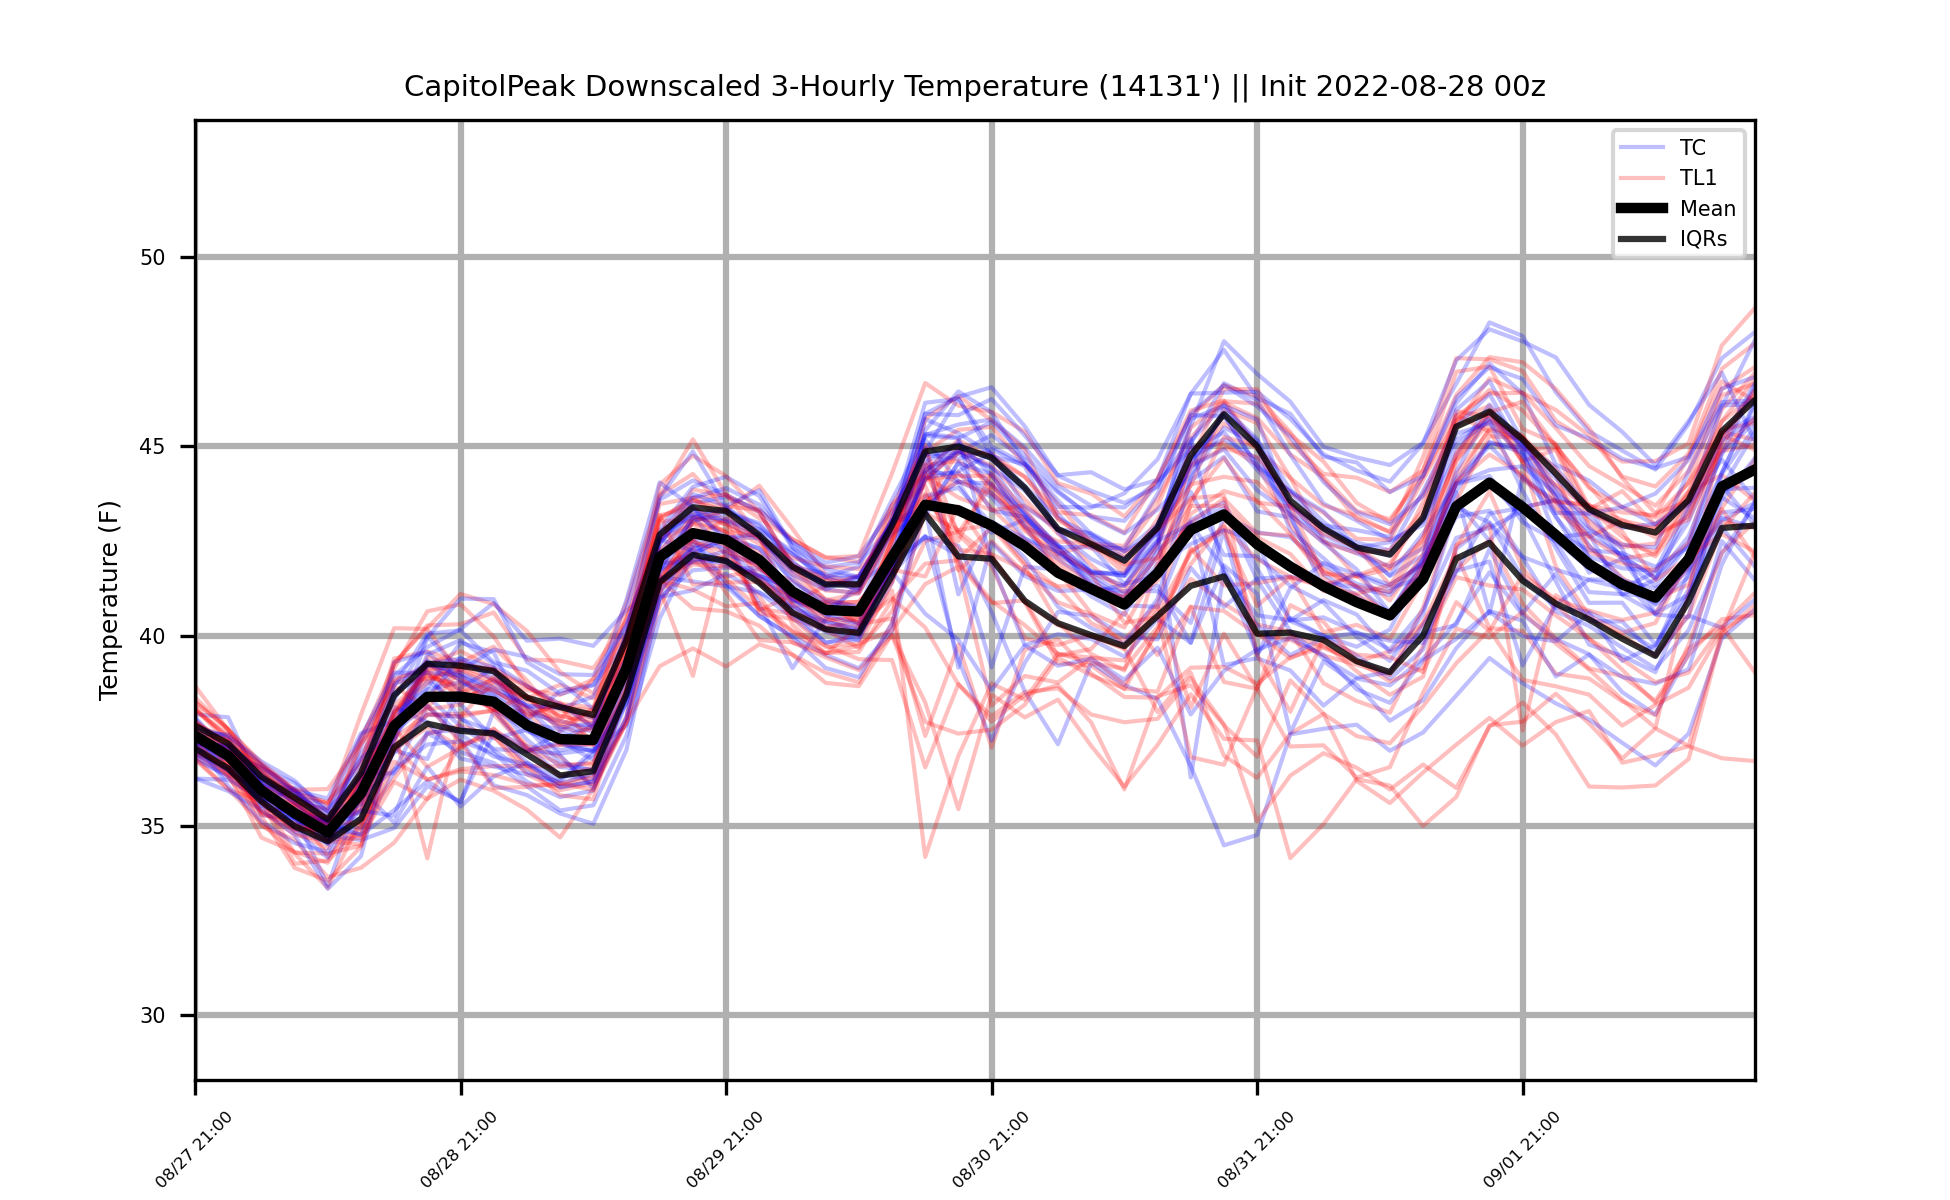 CapitolPeak Downscaled 3-Hourly Temperature (14131') || Init 2022-08-28 00z
TC
TL1
Mean
IQRs
Temperature (F)
50
45
40
35
30
08/27 21:00
08/28 21:00
08/29 21:00
08/30 21:00
08/31 21:00
09/01 21:00